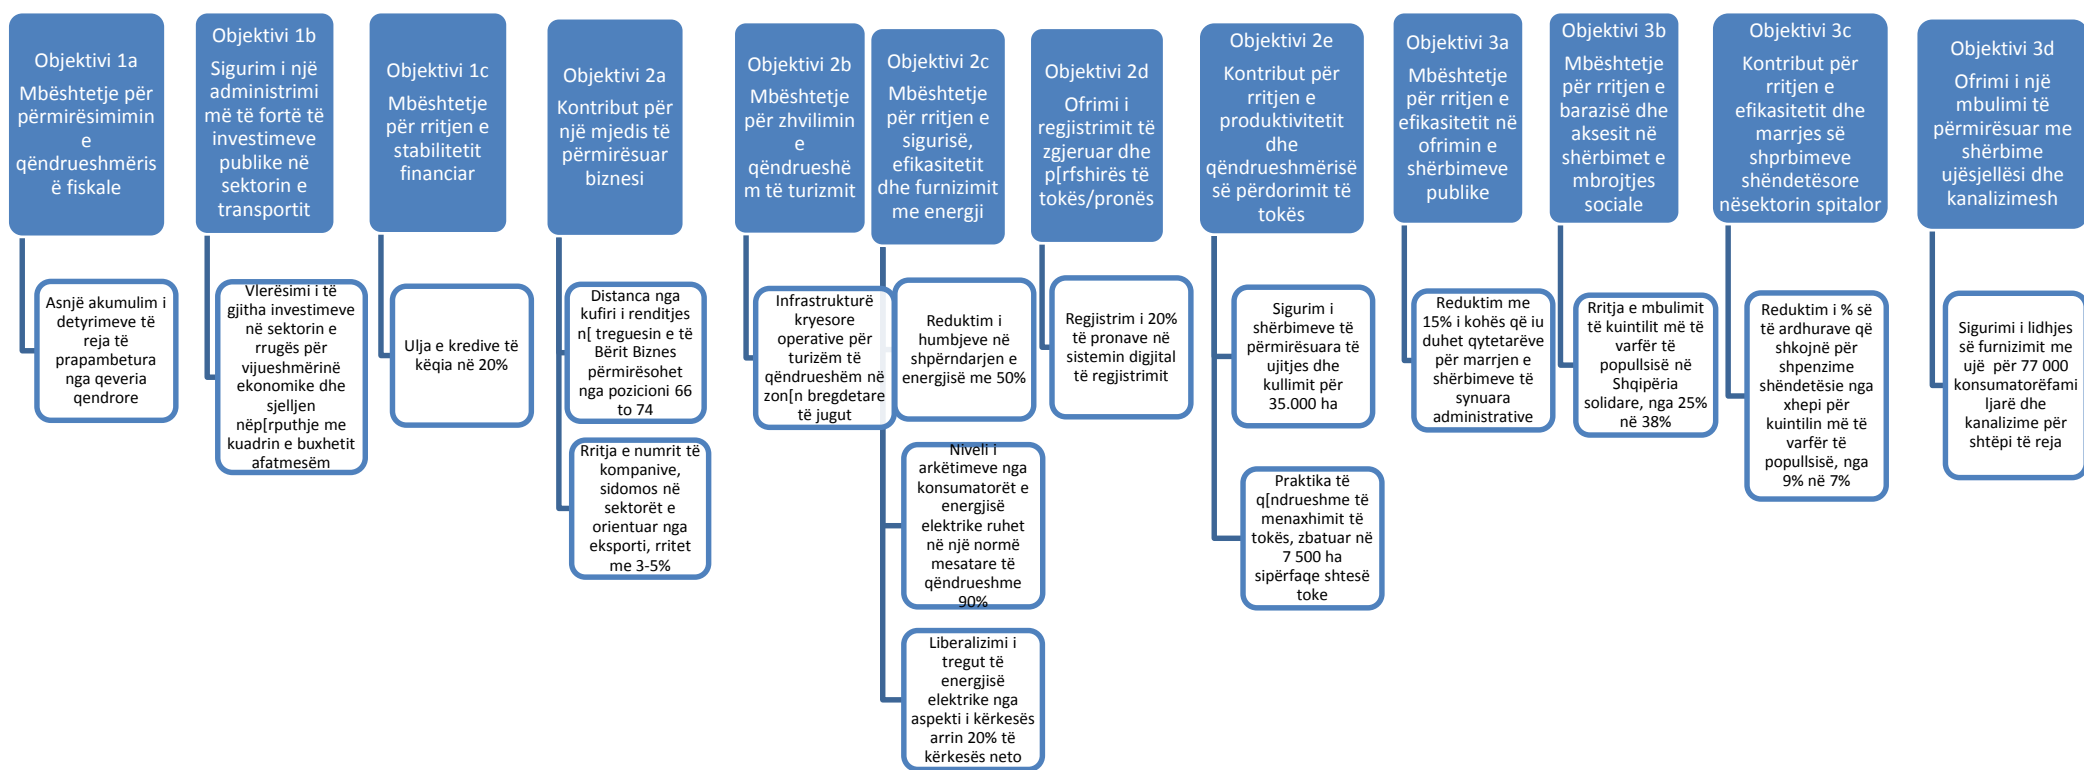 Objektivi 1a
Mbështetje për
përmirësimimin
e
qëndrueshmëris
ë fiskale
Asnjë akumulim i
detyrimeve të
reja të
prapambetura
nga qeveria
qendrore
Objektivi 1b
Sigurim i një
administrimi
më të fortë të
investimeve
publike në
sektorin e
transportit
Vlerësimi i të
gjitha investimeve
në sektorin e
rrugës për
vijueshmërinë
ekonomike dhe
sjelljen
nëp[rputhje me
kuadrin e buxhetit
afatmesëm
Objektivi 1c
Mbështetje
për rritjen e
stabilitetit
financiar
Ulja e kredive të
këqia në 20%
Objektivi 2a
Kontribut për
një mjedis të
përmirësuar
biznesi
Distanca nga
kufiri i renditjes
n[ treguesin e të
Bërit Biznes
përmirësohet
nga pozicioni 66
to 74
Rritja e numrit të
kompanive,
sidomos në
sektorët e
orientuar nga
eksporti, rritet
me 3-5%
Objektivi 2b
Mbështetje
për zhvilimin
e
qëndrueshë
m të turizmit
Infrastrukturë
kryesore
operative për
turizëm të
qëndrueshëm në
zon[n bregdetare
të jugut
Objektivi 2c
Mbështetje
për rritjen e
sigurisë,
efikasitetit
dhe furnizimit
me energji
Reduktim i
humbjeve në
shpërndarjen e
energjisë me 50%
Niveli i
arkëtimeve nga
konsumatorët e
energjisë
elektrike ruhet
në një normë
mesatare të
qëndrueshme
90%
Liberalizimi i
tregut të
energjisë
elektrike nga
aspekti i kërkesës
arrin 20% të
kërkesës neto
Objektivi 2d
Ofrimi i
regjistrimit të
zgjeruar dhe
p[rfshirës të
tokës/pronës
Regjistrim i 20%
të pronave në
sistemin digjital
të regjistrimit
Objektivi 2e
Kontribut për
rritjen e
produktivitetit
dhe
qëndrueshmërisë
së përdorimit të
tokës
Sigurim i
shërbimeve të
përmirësuara të
ujitjes dhe
kullimit për
35.000 ha
Praktika të
q[ndrueshme të
menaxhimit të
tokës, zbatuar në
7 500 ha
sipërfaqe shtesë
toke
Objektivi 3a
Mbështetje
për rritjen e
efikasitetit në
ofrimin e
shërbimeve
publike
Reduktim me
15% i kohës që iu
duhet qytetarëve
për marrjen e
shërbimeve të
synuara
administrative
Objektivi 3b
Mbështetje
për rritjen e
barazisë dhe
aksesit në
shërbimet e
mbrojtjes
sociale
Rritja e mbulimit
të kuintilit më të
varfër të
popullsisë në
Shqipëria
solidare, nga 25%
në 38%
Objektivi 3c
Kontribut për
rritjen e
efikasitetit dhe
marrjes së
shprbimeve
shëndetësore
nësektorin spitalor
Reduktim i % së
të ardhurave që
shkojnë për
shpenzime
shëndetësie nga
xhepi për
kuintilin më të
varfër të
popullsisë, nga
9% në 7%
Objektivi 3d
Ofrimi i një
mbulimi të
përmirësuar me
shërbime
ujësjellësi dhe
kanalizimesh
Sigurimi i lidhjes
së furnizimit me
ujë  për 77 000
konsumatorëfami
ljarë dhe
kanalizime për
shtëpi të reja